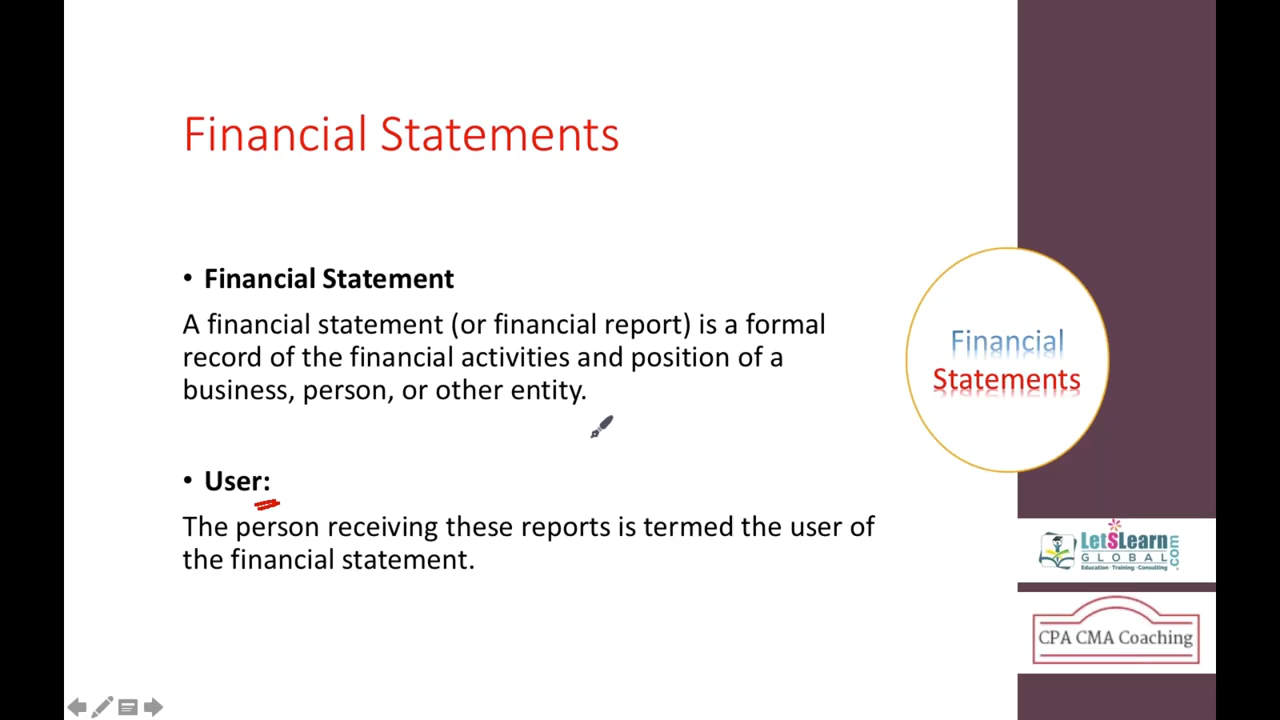 Financial Statements
• Financial Statement
A financial statement (or financial report) is a formal
record of the financial activities and position of a
business, person, or other entity.
• User:
The person receiving these reports is termed the user of
the financial statement.
Financial
Statements
LetSLearn
GLOBAL.com
Education · Training · Consulting
CPA CMA Coaching